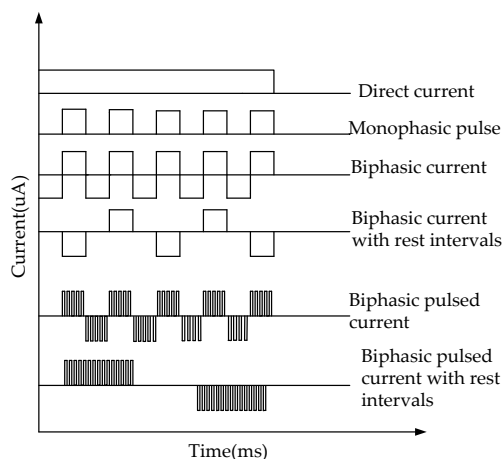 Current(uA)
Direct current
Monophasic pulse
Biphasic current
Biphasic current
with rest intervals
Biphasic pulsed
current
Biphasic pulsed
current with rest
intervals
Time(ms)